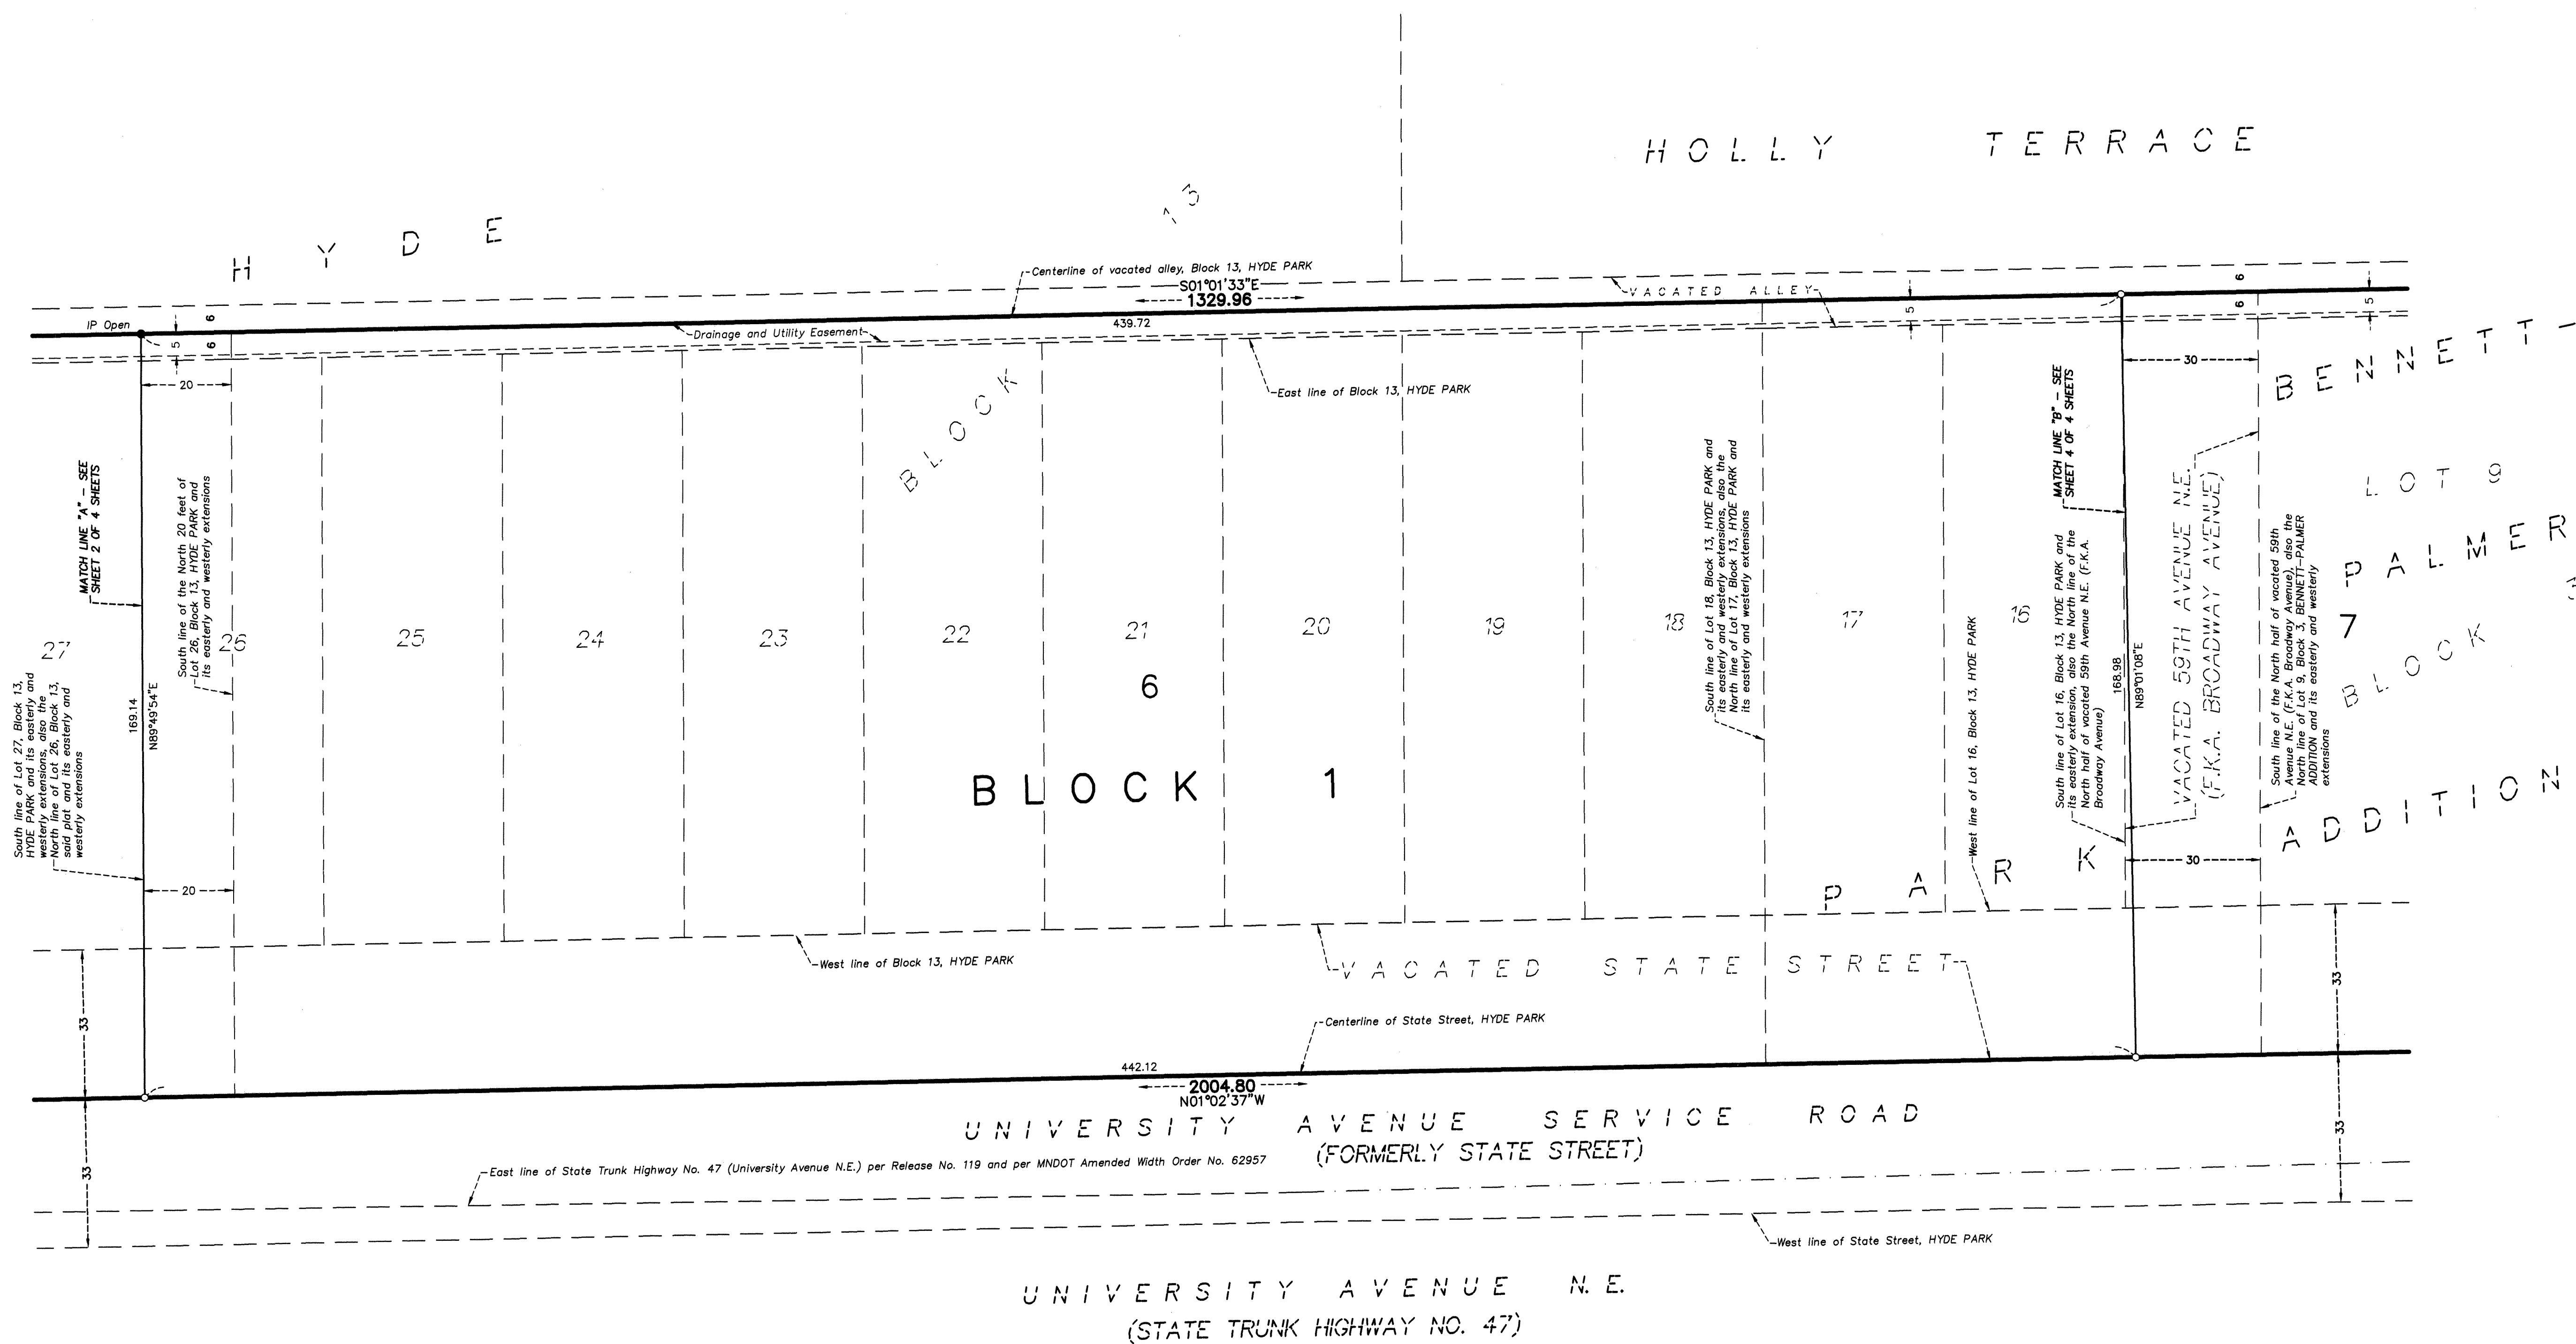 HOLLY TERRACE
HYDE
13
Centerline of vacated alley, Block 13, HYDE PARK
S01°01'33"E
1329.96
439.72
VACATED ALLEY
IP Open
6
5
6
Drainage and Utility Easement
5
5
6
6
5
20
30
East line of Block 13, HYDE PARK
BLOCK
BENNETT-
LOT 9
PALMER
7
BLOCK
ADDITION
MATCH LINE "A" - SEE
SHEET 2 OF 4 SHEETS
South line of the North 20 feet of
Lot 26, Block 13, HYDE PARK and
its easterly and westerly extensions
South line of Lot 27, Block 13,
HYDE PARK and its easterly and
westerly extensions, also the
North line of Lot 26, Block 13,
said plat and its easterly and
westerly extensions
169.14
N89°49'54"E
27
26
25
24
23
22
21
20
19
18
17
16
6
BLOCK 1
South line of Lot 18, Block 13, HYDE PARK and
its easterly and westerly extensions, also the
North line of Lot 17, Block 13, HYDE PARK and
its easterly and westerly extensions
West line of Lot 16, Block 13, HYDE PARK
MATCH LINE "B" - SEE
SHEET 4 OF 4 SHEETS
South line of Lot 16, Block 13, HYDE PARK and
its easterly extension, also the North line of the
North half of vacated 59th Avenue N.E. (F.K.A.
Broadway Avenue)
168.98
N89°01'08"E
VACATED 59TH AVENUE N.E.
(F.K.A. BROADWAY AVENUE)
South line of the North half of vacated 59th
Avenue N.E. (F.K.A. Broadway Avenue), also the
North line of Lot 9, Block 3, BENNETT-PALMER
ADDITION and its easterly and westerly
extensions
20
30
PARK
West line of Block 13, HYDE PARK
VACATED STATE STREET
33
33
Centerline of State Street, HYDE PARK
442.12
2004.80
N01°02'37"W
UNIVERSITY AVENUE SERVICE ROAD
(FORMERLY STATE STREET)
33
33
East line of State Trunk Highway No. 47 (University Avenue N.E.) per Release No. 119 and per MNDOT Amended Width Order No. 62957
West line of State Street, HYDE PARK
UNIVERSITY AVENUE N.E.
(STATE TRUNK HIGHWAY NO. 47)